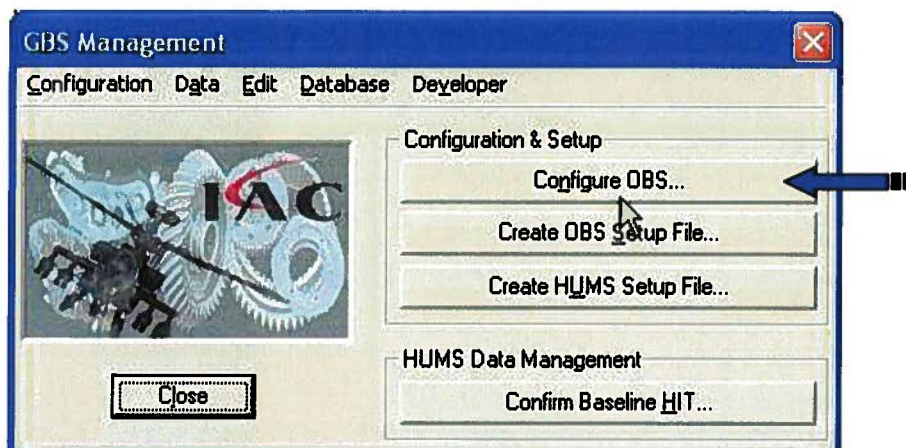 GBS Management
Configuration Data Edit Database Developer
IAC
Configuration & Setup
Configure OBS...
Create OBS Setup File...
Create HUMS Setup File...
HUMS Data Management
Confirm Baseline HIT...
Close